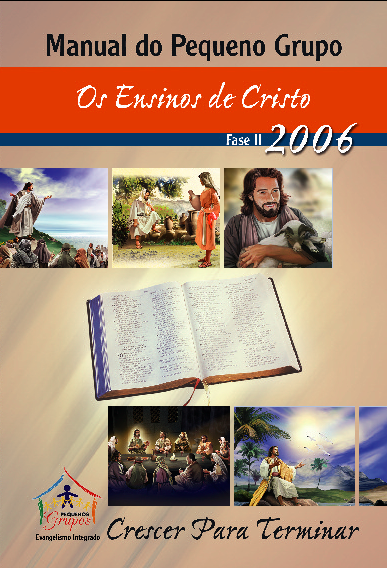 Manual do Pequeno Grupo
Os Ensinos de Cristo
Fase II 2006
PEQUENOS
Grupos
Evangelismo Integrado
Crescer Para Terminar